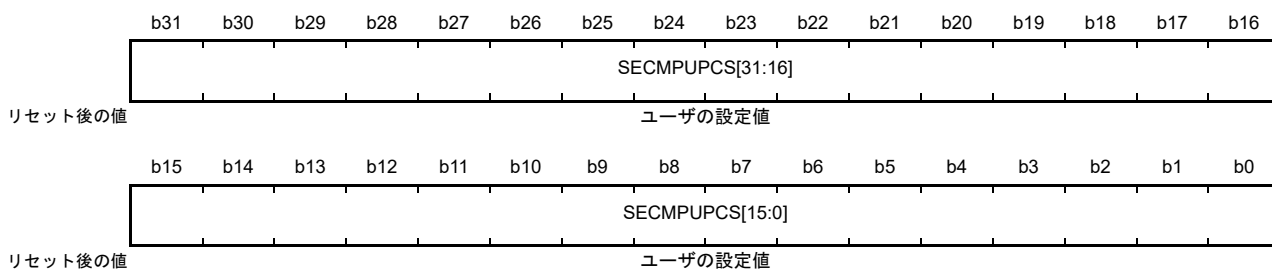 b31 b30 b29 b28 b27 b26 b25 b24 b23 b22 b21 b20 b19 b18 b17 b16
SECMPUPCS[31:16]
リセット後の値 ユーザの設定値
b15 b14 b13 b12 b11 b10 b9 b8 b7 b6 b5 b4 b3 b2 b1 b0
SECMPUPCS[15:0]
リセット後の値 ユーザの設定値